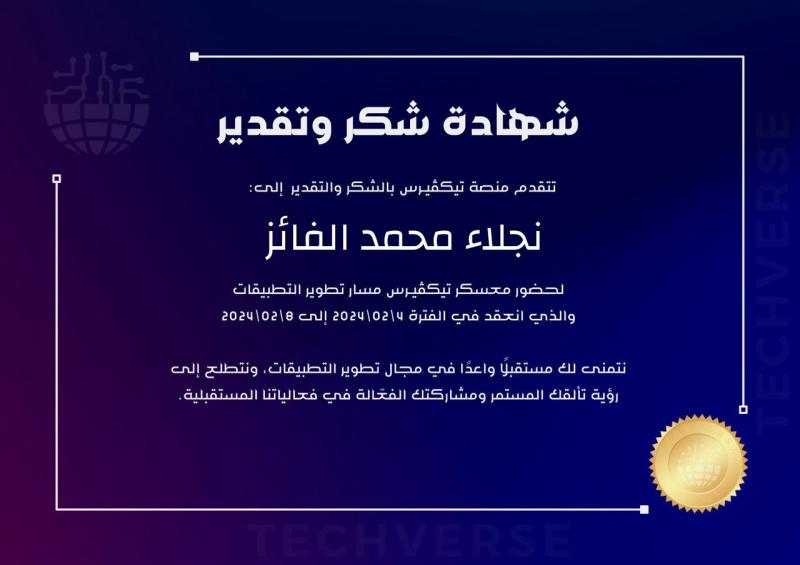 شهادة شكر وتقدير
تتقدم منصة تيكڤيرس بالشكر والتقدير إلى:
نجلاء محمد الفائز
لحضور معسكر تيكڤيرس مسار تطوير التطبيقات
والذي انعقد في الفترة 4\02\2024 إلى 8\02\2024
نتمنى لك مستقبلًا واعدًا في مجال تطوير التطبيقات، ونتطلع إلى
رؤية تألقك المستمر ومشاركتك الفعّالة في فعالياتنا المستقبلية.
TECHVERSE
TECHVERSE